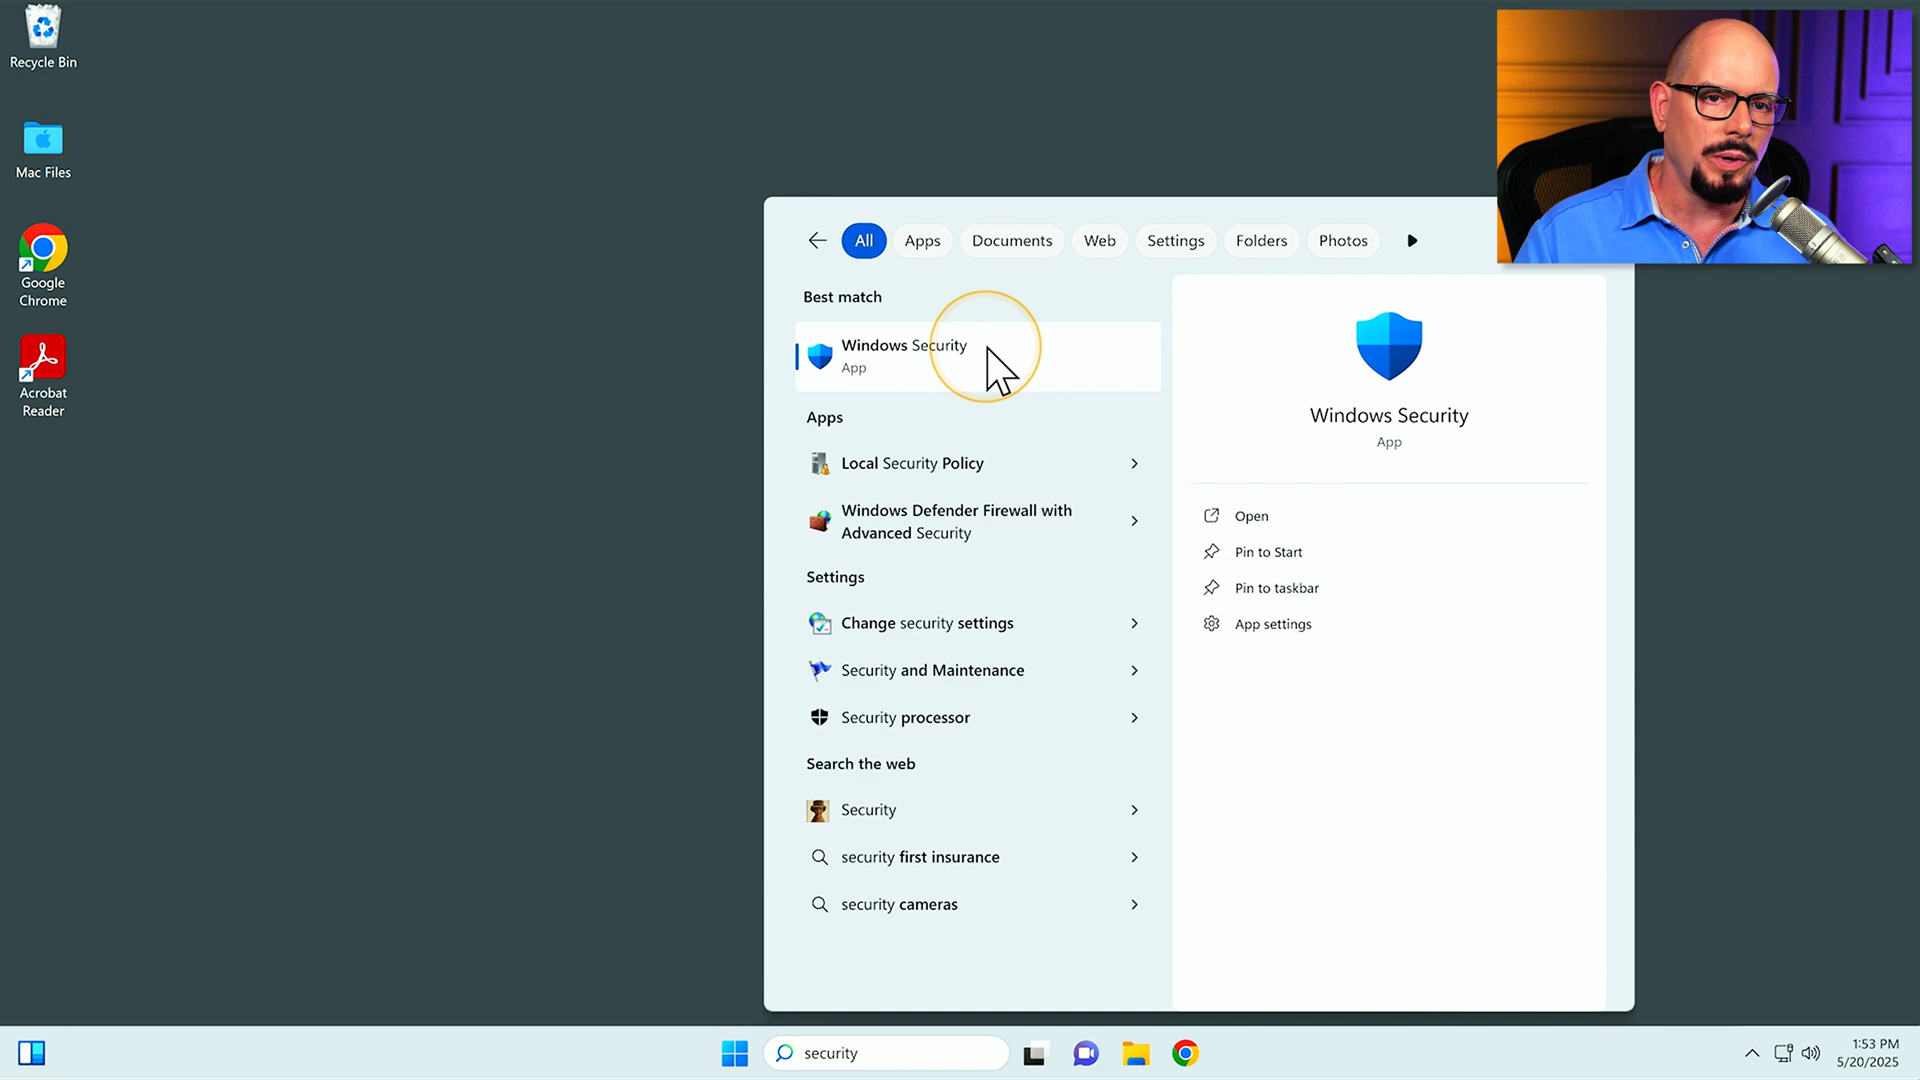 Recycle Bin
Mac Files
Google
Chrome
Acrobat
Reader
All
Apps
Documents
Web
Settings
Folders
Photos
Best match
Windows Security
App
Apps
Local Security Policy
Windows Defender Firewall with
Advanced Security
Settings
Change security settings
Security and Maintenance
Security processor
Search the web
Security
security first insurance
security cameras
Windows Security
App
Open
Pin to Start
Pin to taskbar
App settings
security
1:53 PM
5/20/2025